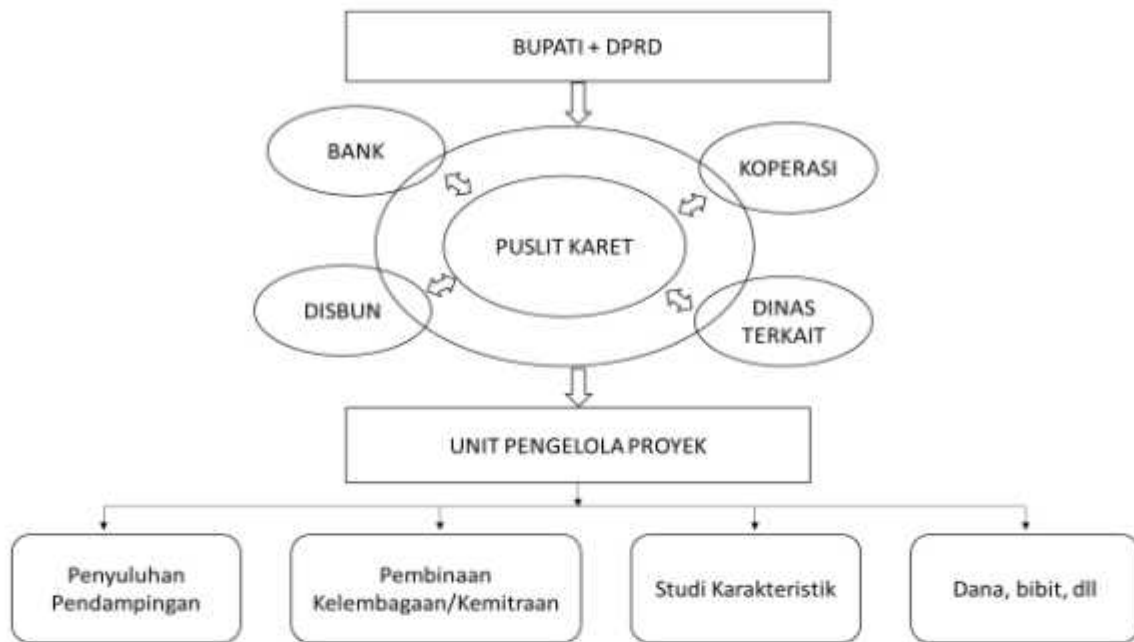 BUPATI + DPRD
BANK
KOPERASI
PUSLIT KARET
DISBUN
DINAS
TERKAIT
UNIT PENGELOLA PROYEK
Penyuluhan
Pendampingan
Pembinaan
Kelembagaan/Kemitraan
Studi Karakteristik
Dana, bibit, dll